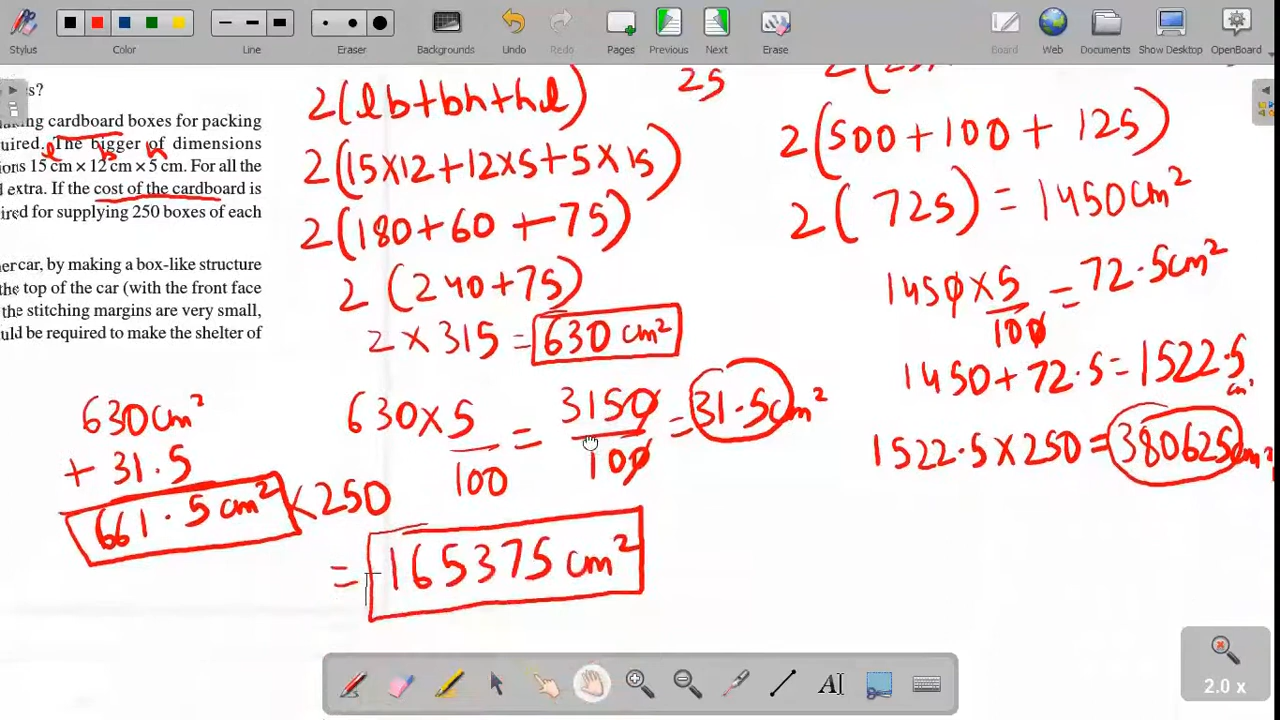 Stylus
Color
Line
Eraser
Backgrounds
Undo
Redo
Pages
Previous
Next
Erase
Board
Web
Documents
Show Desktop
OpenBoard
es?
king cardboard boxes for packing
uired. The bigger of dimensions
l b h
ions 15 cm × 12 cm × 5 cm. For all the
d extra. If the cost of the cardboard is
ired for supplying 250 boxes of each
her car, by making a box-like structure
the top of the car (with the front face
the stitching margins are very small,
uld be required to make the shelter of
2(lb+bh+hl)
2(15×12+12×5+5×15)
2(180+60+75)
2(240+75)
2×315=630 cm²
630×5/100=3150/100=31.5cm²
630cm²
+31.5
661.5cm²×250
=165375cm²
25
2(500+100+125)
2(725)=1450cm²
1450×5/100=72.5cm²
1450+72.5=1522.5
cm²
1522.5×250=380625cm²
2.0 x